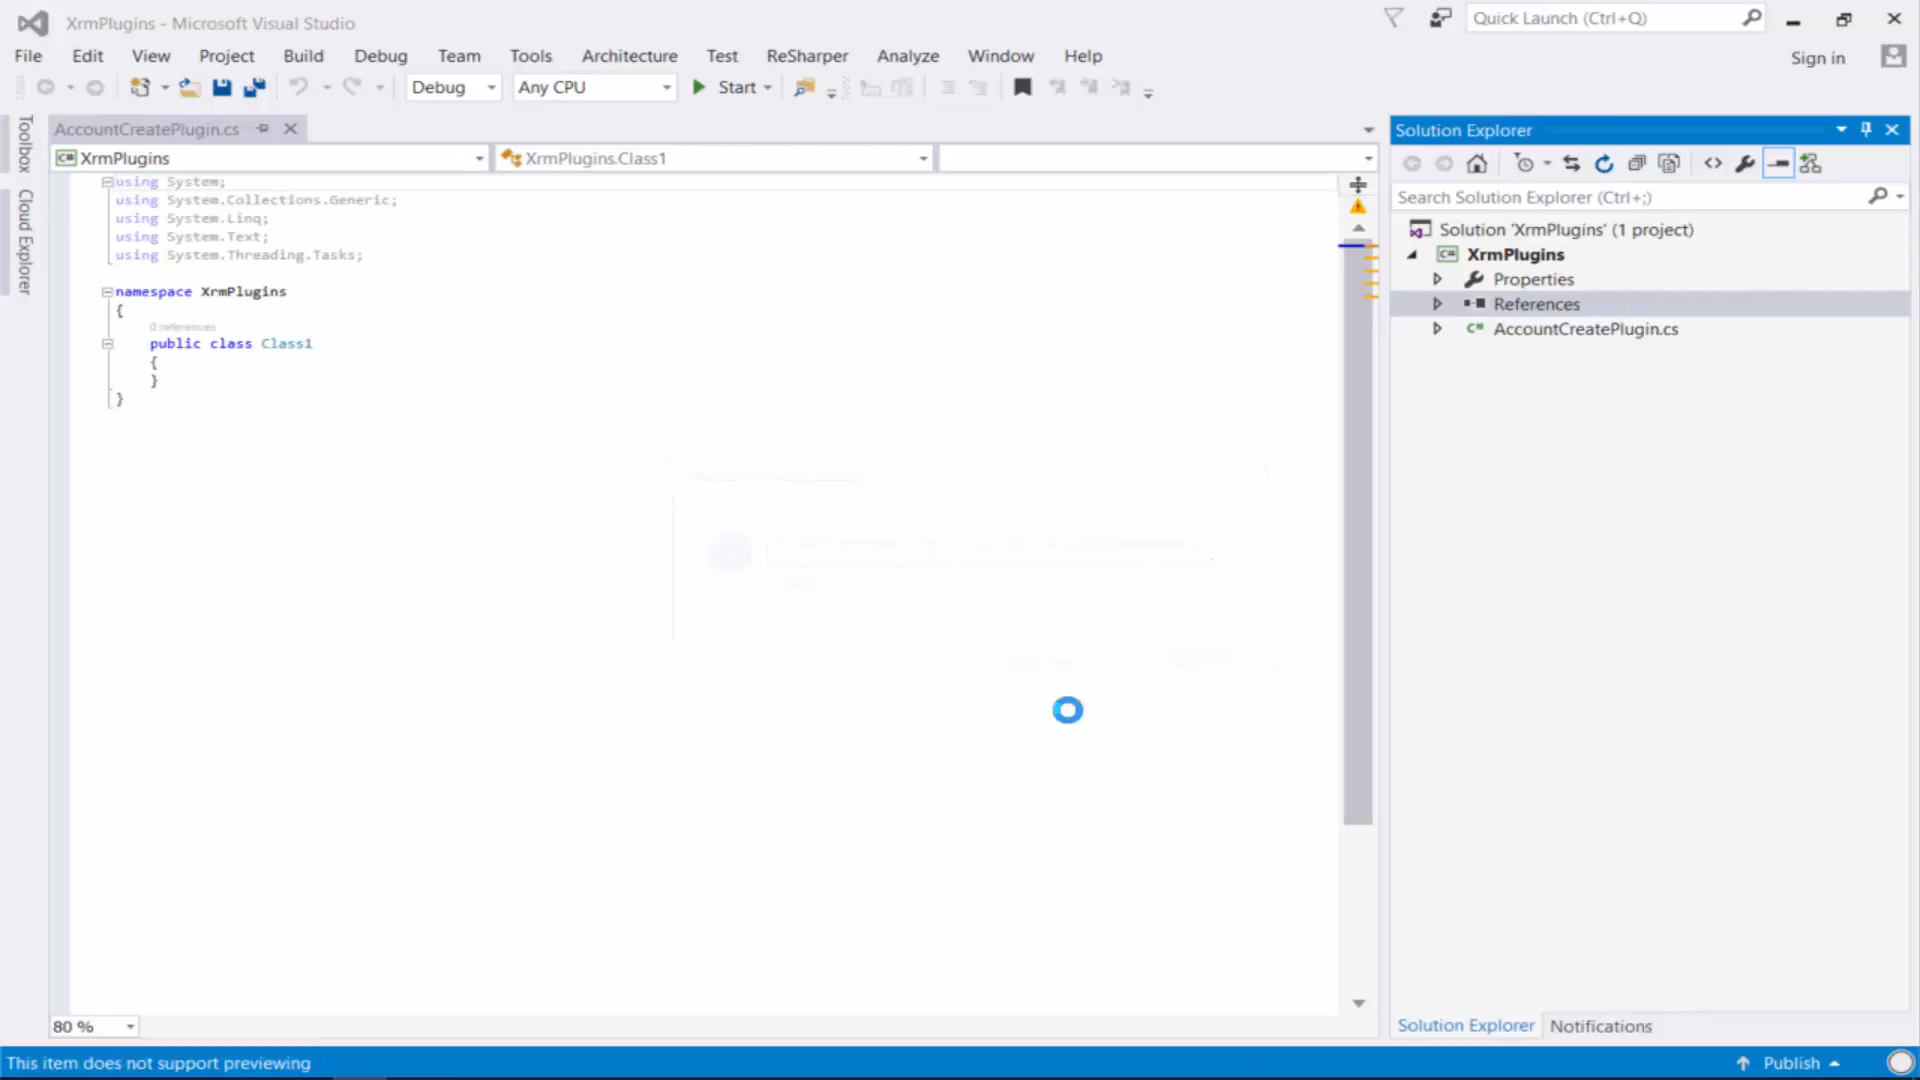 XrmPlugins - Microsoft Visual Studio
Quick Launch (Ctrl+Q)
File Edit View Project Build Debug Team Tools Architecture Test ReSharper Analyze Window Help
Sign in
Debug Any CPU Start
Toolbox
Cloud Explorer
AccountCreatePlugin.cs
XrmPlugins XrmPlugins.Class1
using System;
using System.Collections.Generic;
using System.Linq;
using System.Text;
using System.Threading.Tasks;
namespace XrmPlugins
{
0 references
public class Class1
{
}
}
80 %
Solution Explorer
Search Solution Explorer (Ctrl+;)
Solution 'XrmPlugins' (1 project)
XrmPlugins
Properties
References
AccountCreatePlugin.cs
Solution Explorer Notifications
This item does not support previewing
Publish